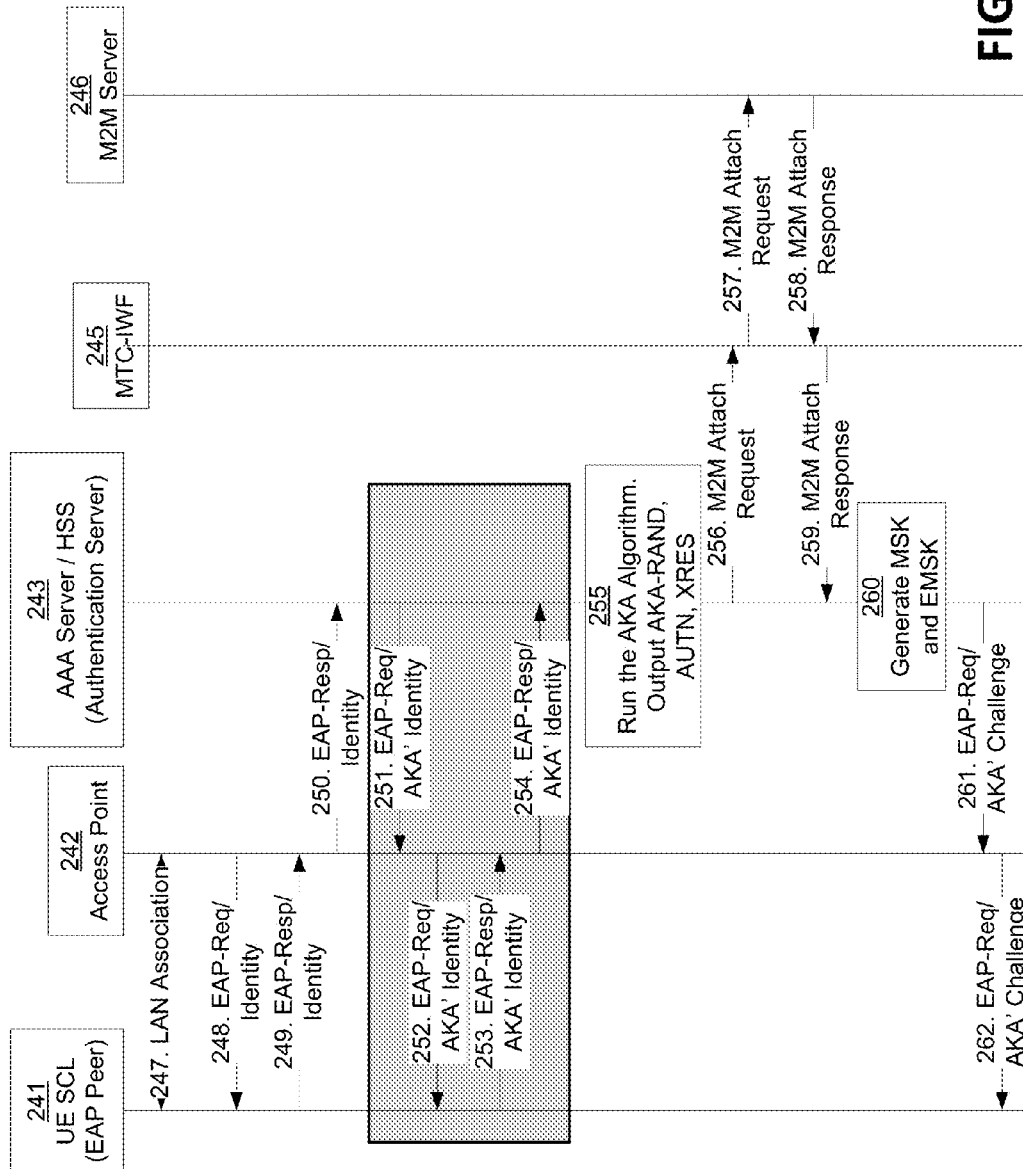 241
UE SCL
(EAP Peer)
242
Access Point
243
AAA Server / HSS
(Authentication Server)
245
MTC-IWF
246
M2M Server
247. LAN Association
248. EAP-Req/
Identity
249. EAP-Resp/
Identity
250. EAP-Resp/
Identity
251. EAP-Req/
AKA' Identity
252. EAP-Req/
AKA' Identity
253. EAP-Resp/
AKA' Identity
254. EAP-Resp/
AKA' Identity
255
Run the AKA Algorithm.
Output AKA-RAND,
AUTN, XRES
256. M2M Attach
Request
257. M2M Attach
Request
258. M2M Attach
Response
259. M2M Attach
Response
260
Generate MSK
and EMSK
261. EAP-Req/
AKA' Challenge
262. EAP-Req/
AKA' Challenge
FIG